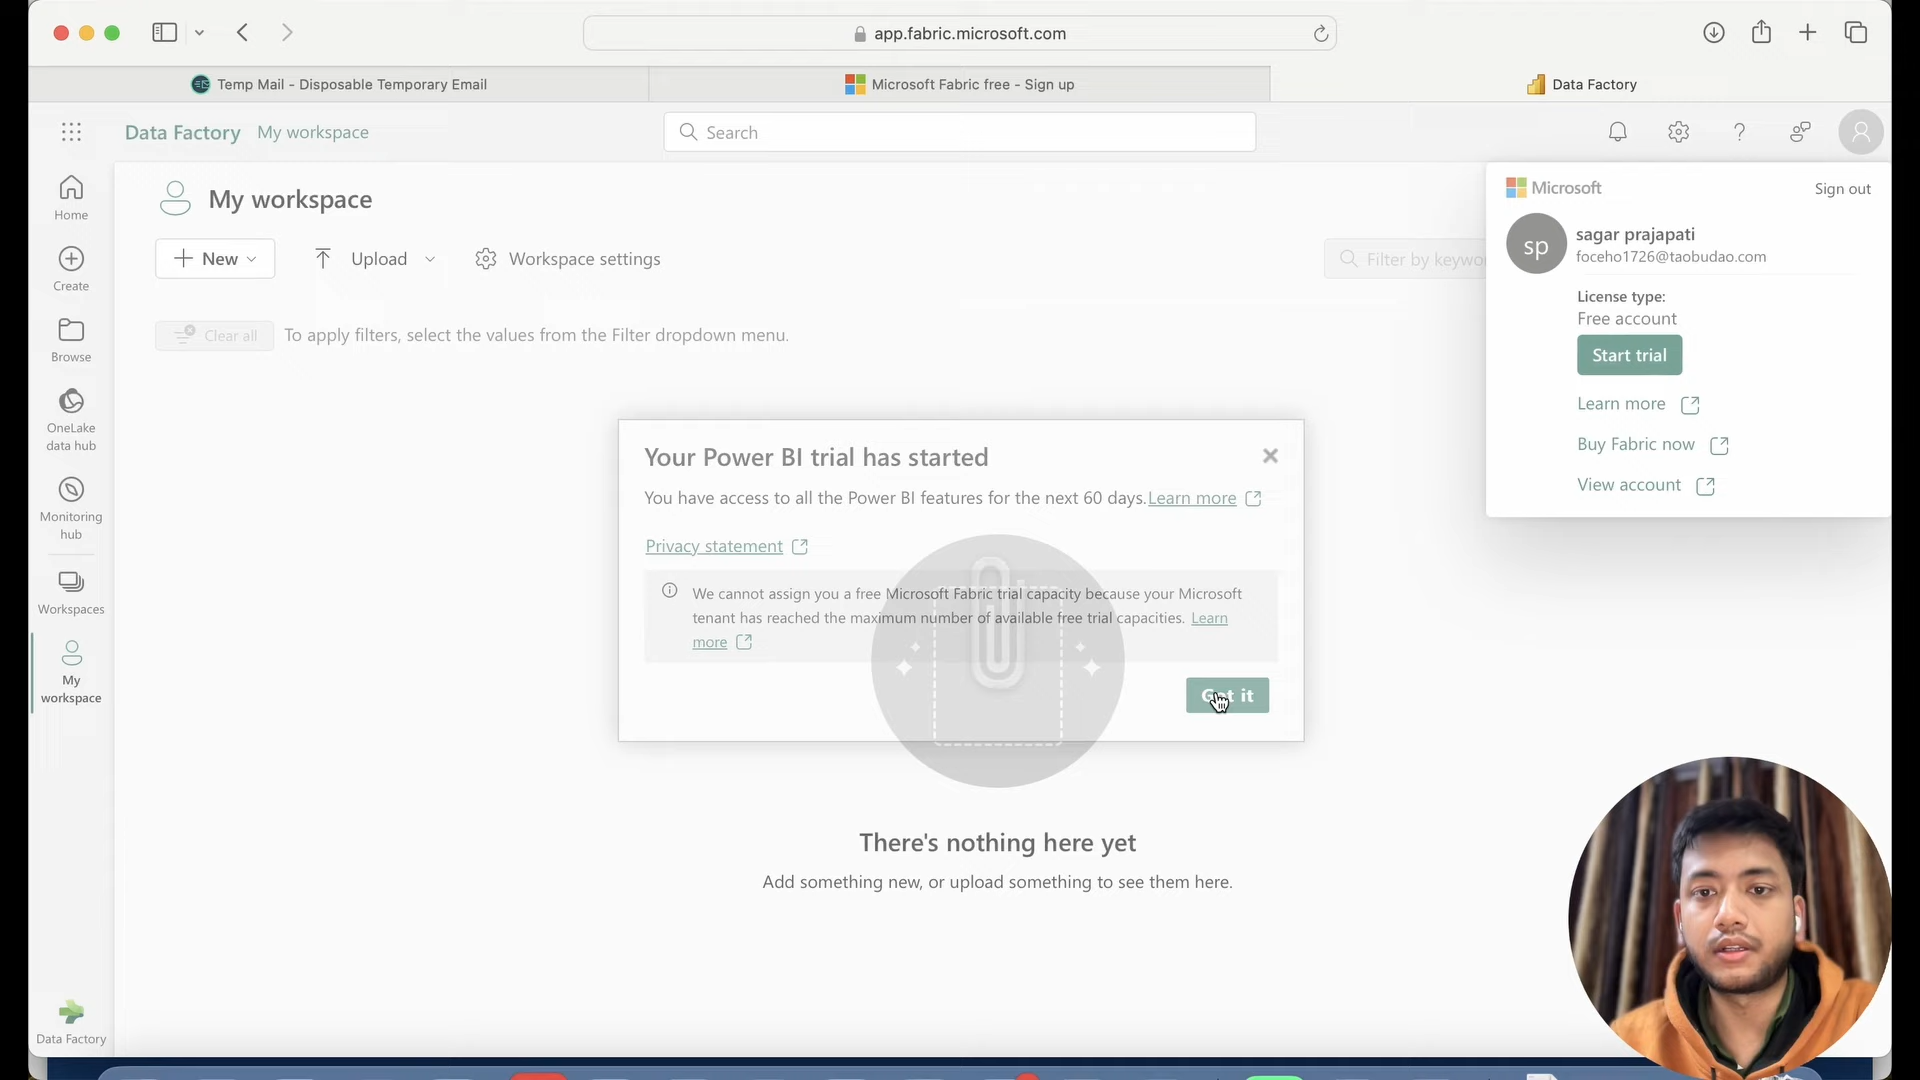 app.fabric.microsoft.com
Temp Mail - Disposable Temporary Email
Microsoft Fabric free - Sign up
Data Factory
Data Factory My workspace
Search
Home
Create
Browse
OneLake
data hub
Monitoring
hub
Workspaces
My
workspace
Data Factory
My workspace
New
Upload
Workspace settings
Filter by keywo
Clear all
To apply filters, select the values from the Filter dropdown menu.
Microsoft
Sign out
sp
sagar prajapati
foceho1726@taobudao.com
License type:
Free account
Start trial
Learn more
Buy Fabric now
View account
Your Power BI trial has started
You have access to all the Power BI features for the next 60 days. Learn more
Privacy statement
We cannot assign you a free Microsoft Fabric trial capacity because your Microsoft
tenant has reached the maximum number of available free trial capacities. Learn
more
Got it
There's nothing here yet
Add something new, or upload something to see them here.